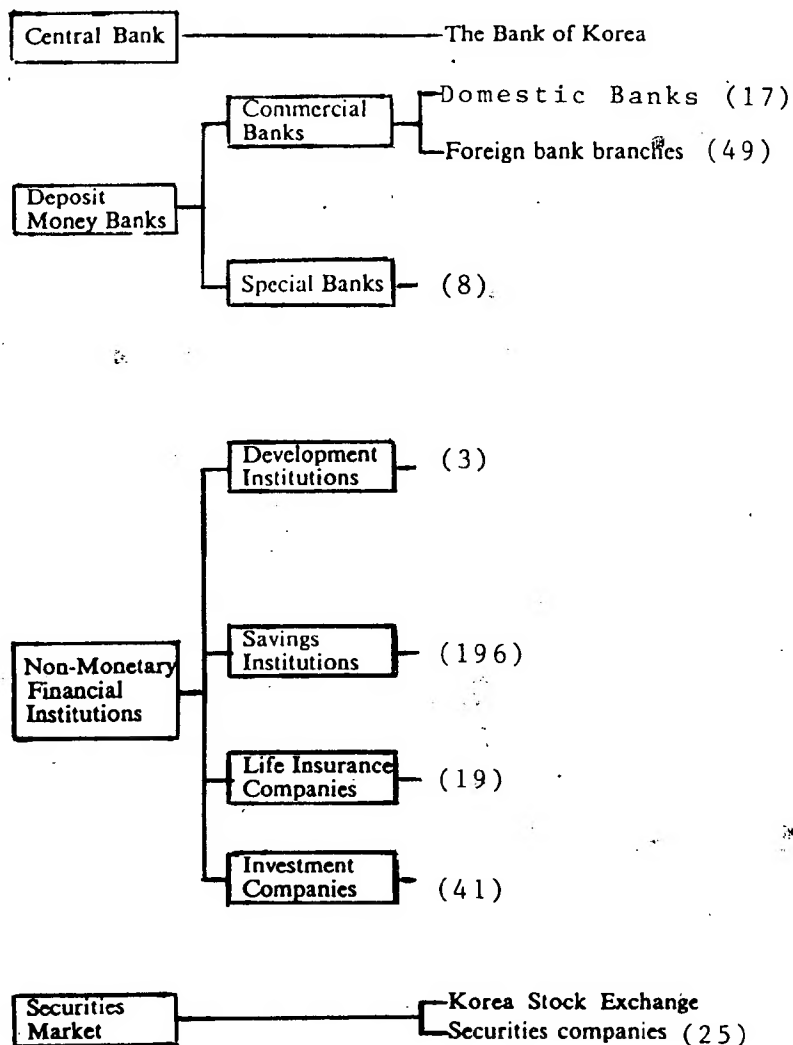 Central Bank
The Bank of Korea
Commercial
Banks
Domestic Banks (17)
Foreign bank branches (49)
Deposit
Money Banks
Special Banks
(8)
Development
Institutions
(3)
Savings
Institutions
(196)
Non-Monetary
Financial
Institutions
Life Insurance
Companies
(19)
Investment
Companies
(41)
Securities
Market
Korea Stock Exchange
Securities companies (25)